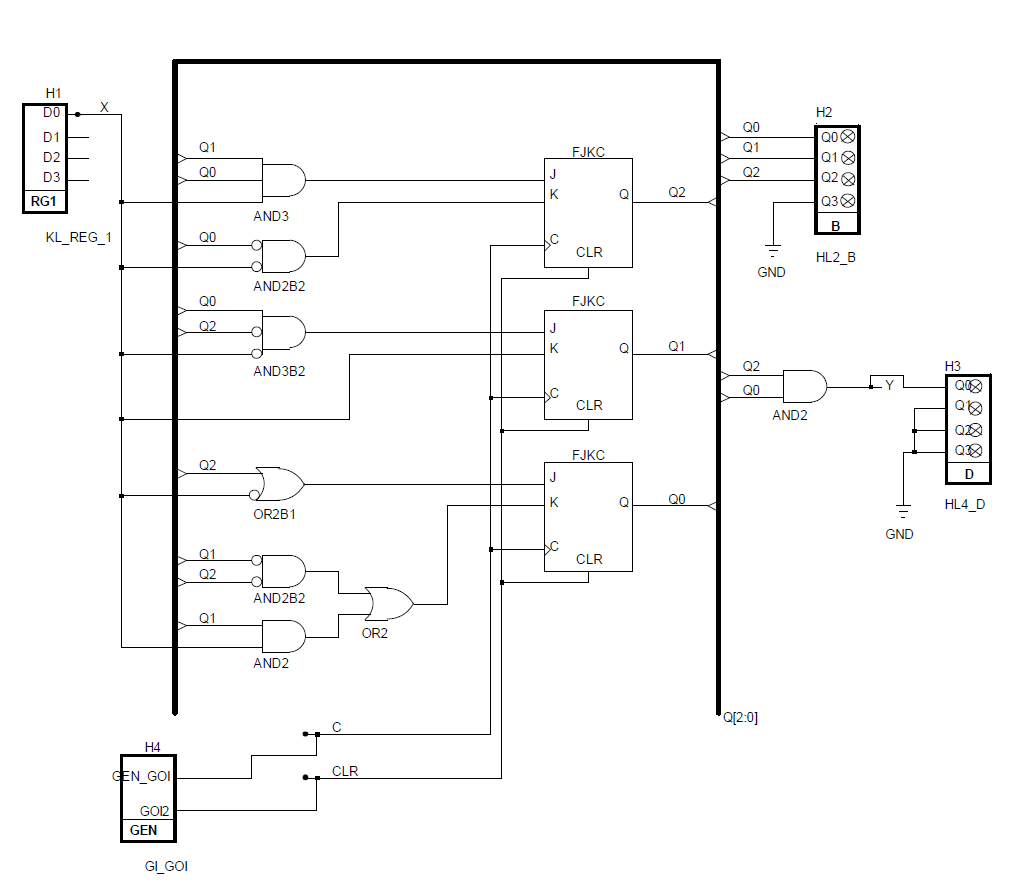 H1
X
D0
D1
D2
D3
RG1
KL_REG_1
Q1
Q0
AND3
Q0
AND2B2
Q0
Q2
AND3B2
Q2
OR2B1
Q1
Q2
AND2B2
Q1
AND2
OR2
FJKC
J
K
Q
C
CLR
Q2
FJKC
J
K
Q
C
CLR
Q1
FJKC
J
K
Q
C
CLR
Q0
Q[2:0]
H2
Q0
Q1
Q2
Q0
Q1
Q2
Q3
B
HL2_B
GND
Q2
Q0
AND2
Y
H3
Q0
Q1
Q2
Q3
D
HL4_D
GND
C
CLR
H4
GEN_GOI
GOI2
GEN
GI_GOI